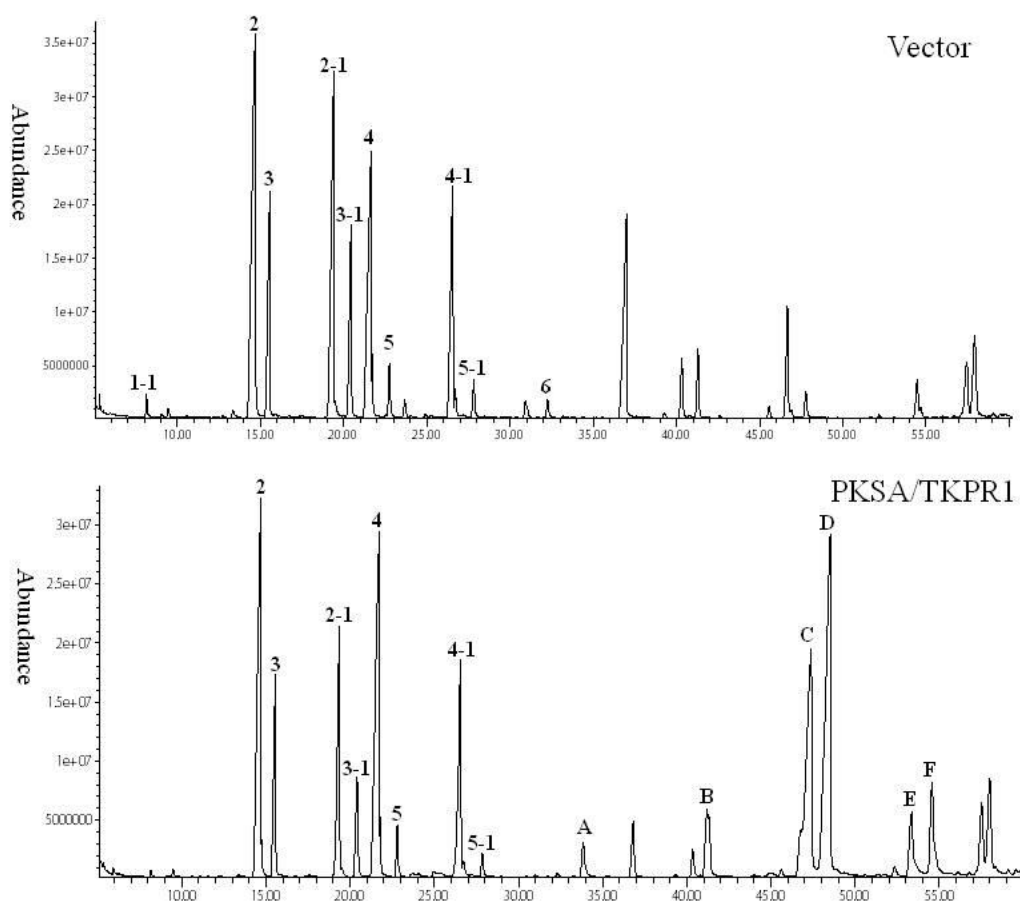 Vector
Abundance
3.5e+07
3e+07
2.5e+07
2e+07
1.5e+07
1e+07
5000000
1-1
2
3
2-1
3-1
4
5
4-1
5-1
6
10.00 15.00 20.00 25.00 30.00 35.00 40.00 45.00 50.00 55.00
PKSA/TKPR1
Abundance
3e+07
2.5e+07
2e+07
1.5e+07
1e+07
5000000
2
3
2-1
3-1
4
5
4-1
5-1
A
B
C
D
E
F
10.00 15.00 20.00 25.00 30.00 35.00 40.00 45.00 50.00 55.00